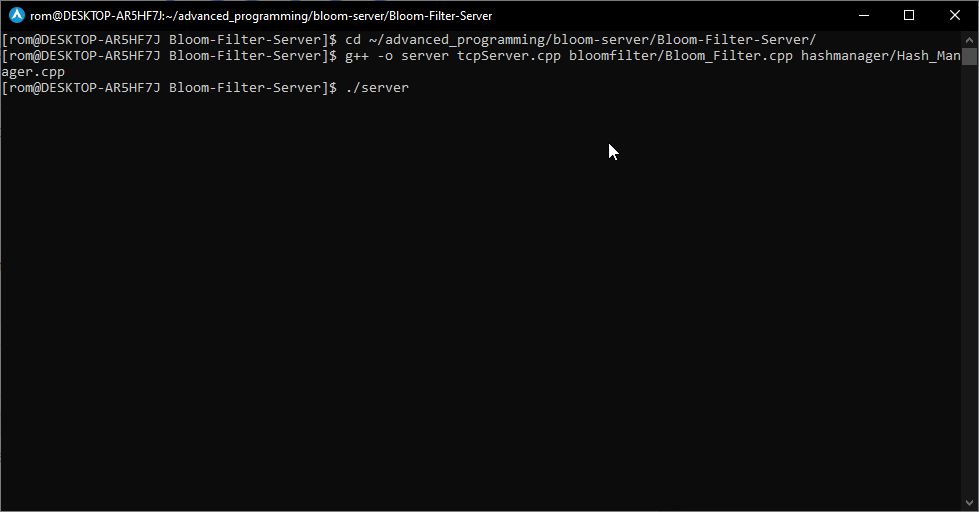 rom@DESKTOP-AR5HF7J:~/advanced_programming/bloom-server/Bloom-Filter-Server
[rom@DESKTOP-AR5HF7J Bloom-Filter-Server]$ cd ~/advanced_programming/bloom-server/Bloom-Filter-Server/
[rom@DESKTOP-AR5HF7J Bloom-Filter-Server]$ g++ -o server tcpServer.cpp bloomfilter/Bloom_Filter.cpp hashmanager/Hash_Man
ager.cpp
[rom@DESKTOP-AR5HF7J Bloom-Filter-Server]$ ./server